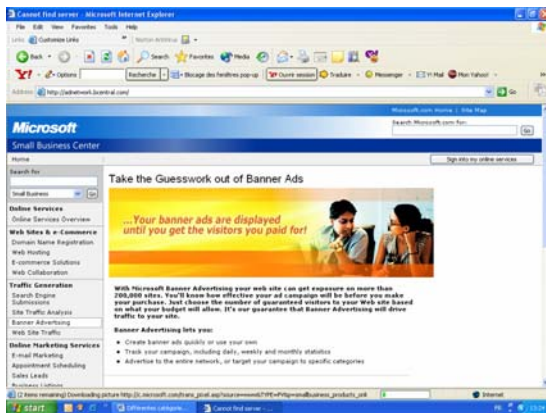 Cannot find server - Microsoft Internet Explorer
File Edit View Favorites Tools Help
Links Customize Links Norton AntiVirus
Back Search Favorites Media
Y! Options Recherche Blocage des fenêtres pop-up Ouvrir session Traduire Messenger Y! Mail Mon Yahoo!
Address http://adnetwork.bcentral.com/ Go
Microsoft.com Home | Site Map
Microsoft
Search Microsoft.com for:
Go
Small Business Center
Home
Sign into my online services
Search for
Small Business Go
Online Services
Online Services Overview
Web Sites & e-Commerce
Domain Name Registration
Web Hosting
E-commerce Solutions
Web Collaboration
Traffic Generation
Search Engine
Submissions
Site Traffic Analysis
Banner Advertising
Web Site Traffic
Online Marketing Services
E-mail Marketing
Appointment Scheduling
Sales Leads
Business Listings
Take the Guesswork out of Banner Ads
...Your banner ads are displayed
until you get the visitors you paid for!
With Microsoft Banner Advertising your web site can get exposure on more than
200,000 sites. You'll know how effective your ad campaign will be before you make
your purchase. Just choose the number of guaranteed visitors to your Web site based
on what your budget will allow. It's our guarantee that Banner Advertising will drive
traffic to your site.
Banner Advertising lets you:
Create banner ads quickly or use your own
Track your campaign, including daily, weekly and monthly statistics
Advertise to the entire network, or target your campaign to specific categories
(2 items remaining) Downloading picture Internet
start Cannot find server - ... FR